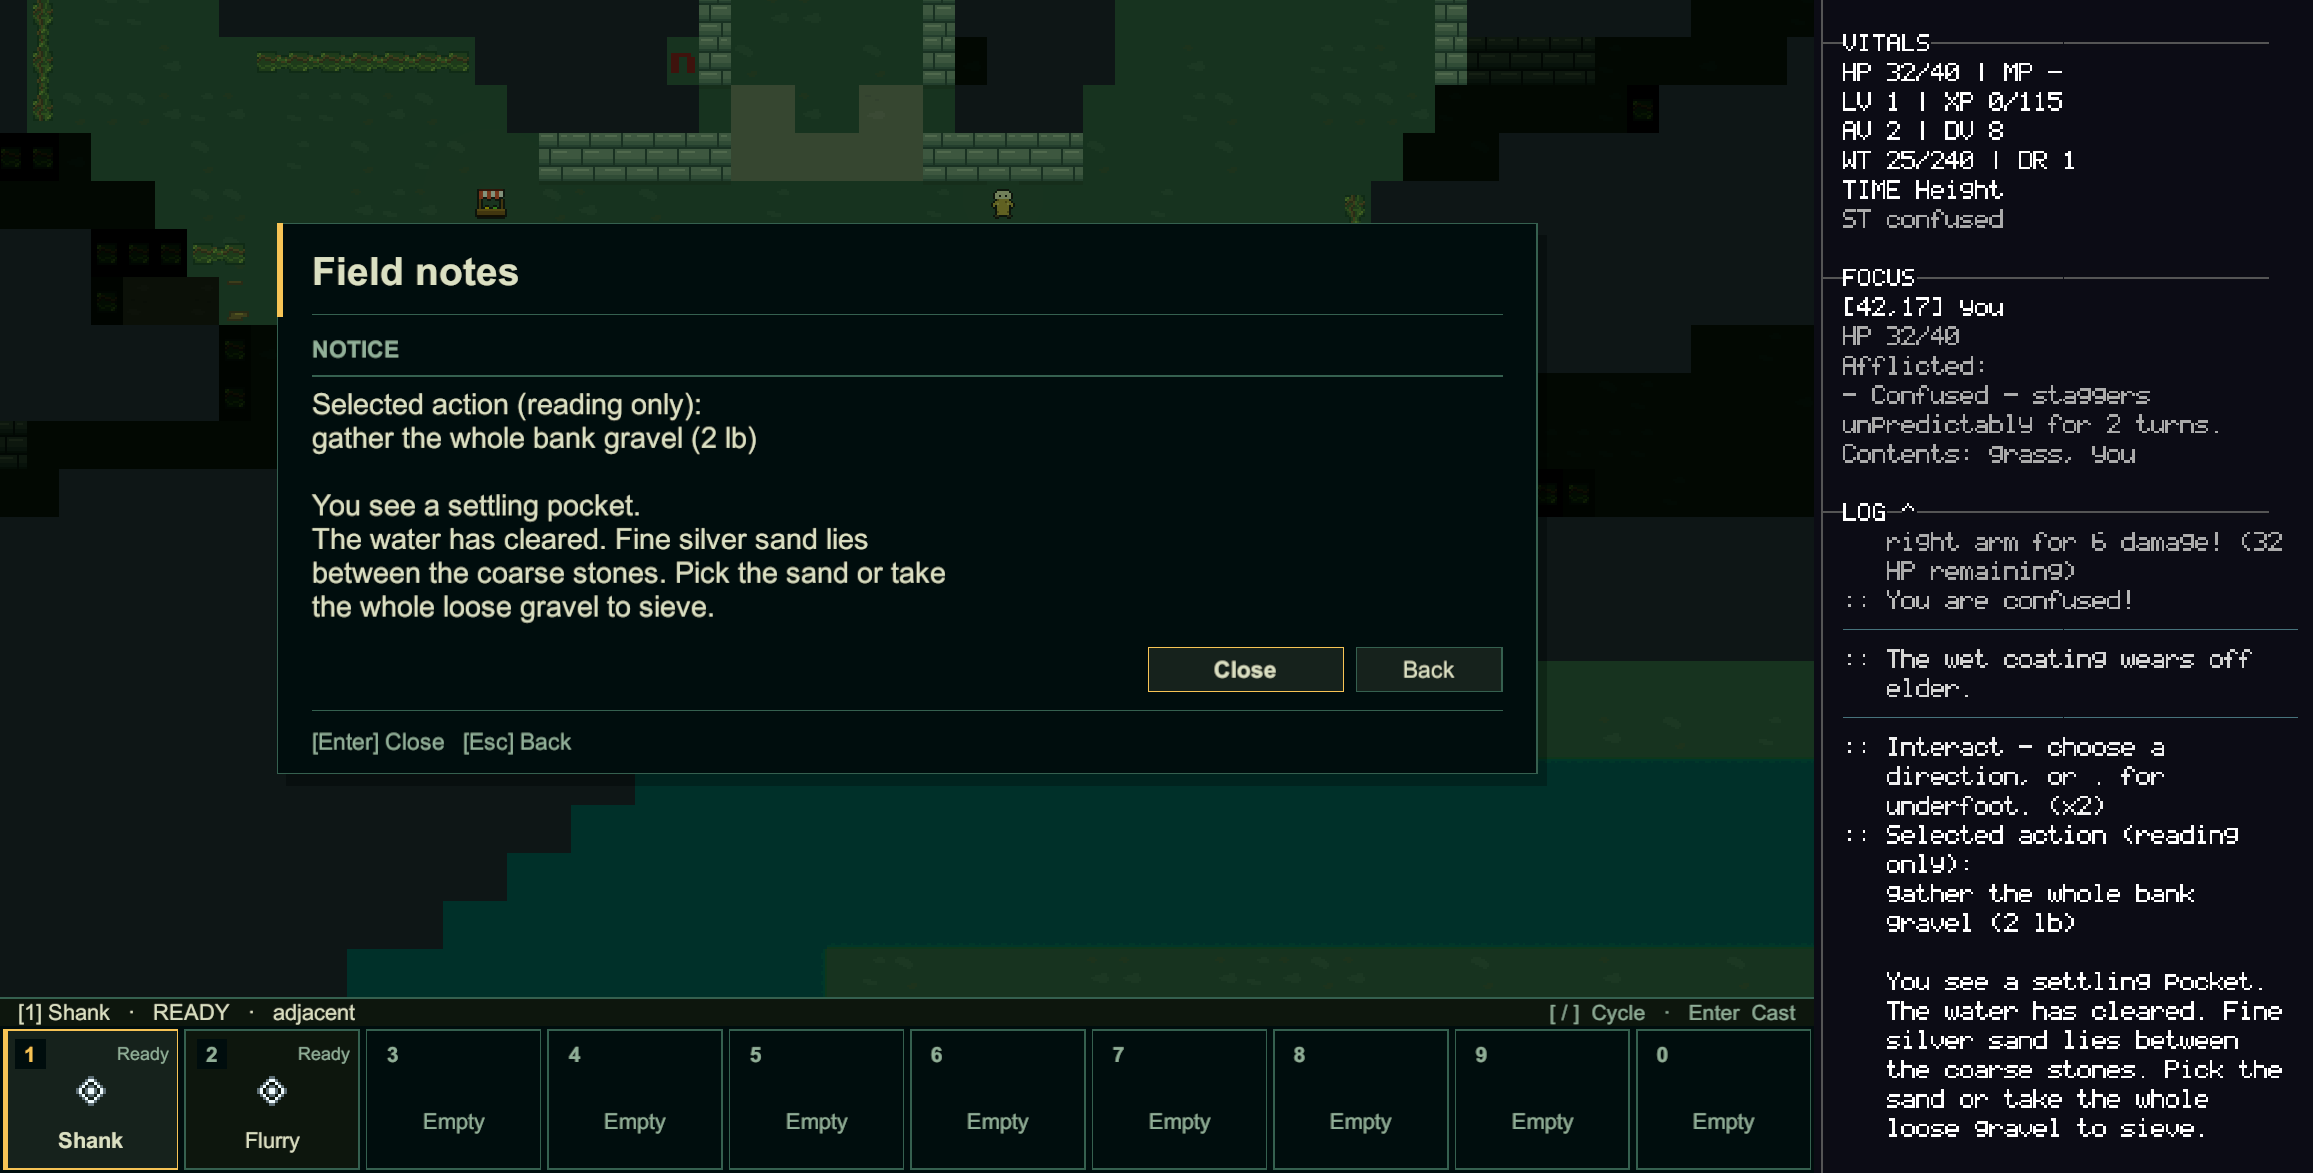 Field notes
NOTICE
Selected action (reading only):
gather the whole bank gravel (2 lb)
You see a settling pocket.
The water has cleared. Fine silver sand lies
between the coarse stones. Pick the sand or take
the whole loose gravel to sieve.
Close
Back
[Enter] Close [Esc] Back
[1] Shank · READY · adjacent
[ / ] Cycle · Enter Cast
1 Ready
Shank
2 Ready
Flurry
3
Empty
4
Empty
5
Empty
6
Empty
7
Empty
8
Empty
9
Empty
0
Empty
VITALS
HP 32/40 | MP -
LV 1 | XP 0/115
AV 2 | DV 8
WT 25/240 | DR 1
TIME Height
ST confused
FOCUS
[42,17] You
HP 32/40
Afflicted:
- Confused - staggers
unpredictably for 2 turns.
Contents: grass, you
LOG ^
right arm for 6 damage! (32
HP remaining)
:: You are confused!
:: The wet coating wears off
elder.
:: Interact - choose a
direction, or . for
underfoot. (x2)
:: Selected action (reading
only):
gather the whole bank
gravel (2 lb)
You see a settling pocket.
The water has cleared. Fine
silver sand lies between
the coarse stones. Pick the
sand or take the whole
loose gravel to sieve.